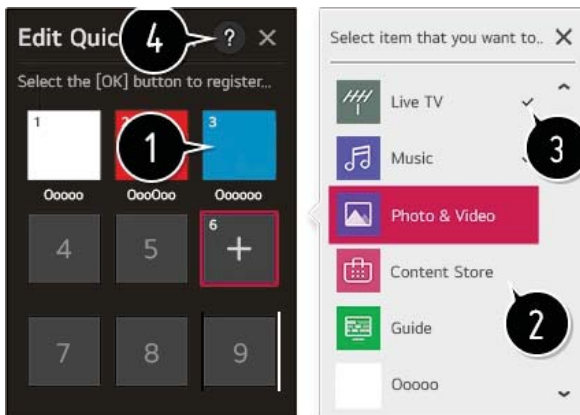 Edit Quic
4
?
Select the [OK] button to register...
1
2
3
1
Ooooo
OooOoo
Oooooo
4
5
6
7
8
9
Select item that you want to..
Live TV
3
Music
Photo & Video
Content Store
2
Guide
Ooooo